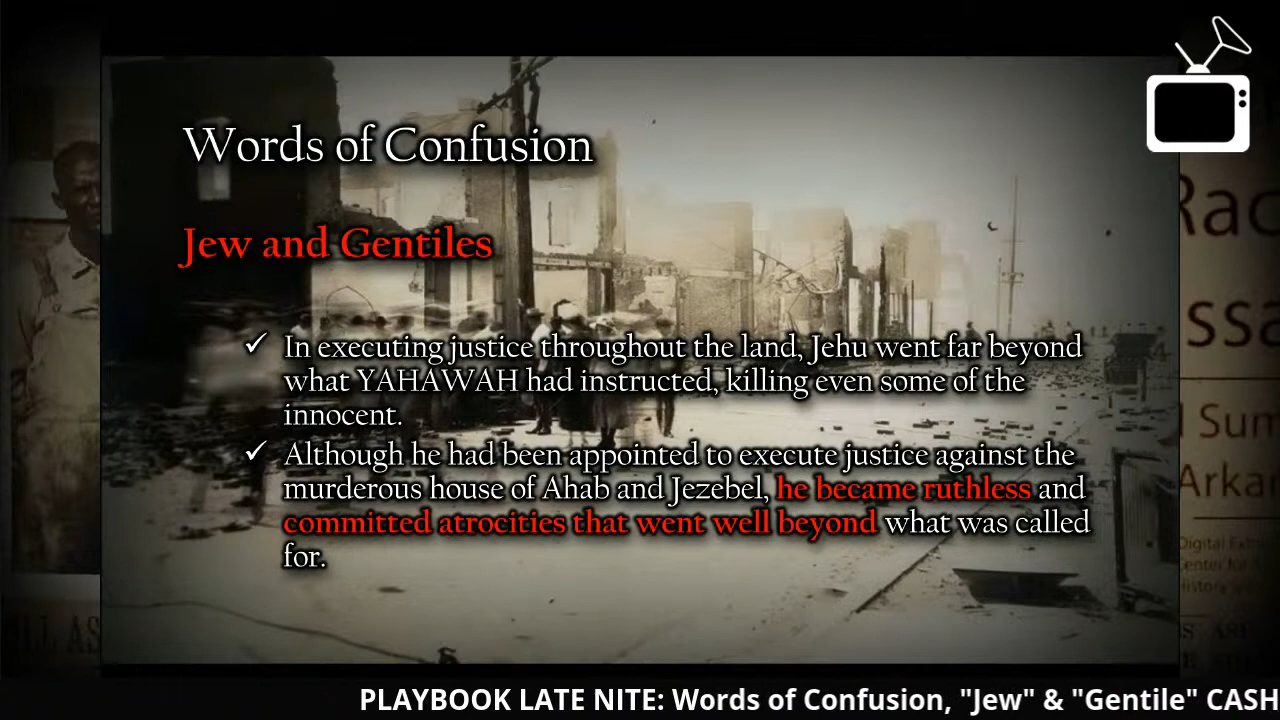 Words of Confusion
Jew and Gentiles
In executing justice throughout the land, Jehu went far beyond
what YAHAWAH had instructed, killing even some of the
innocent.
Although he had been appointed to execute justice against the
murderous house of Ahab and Jezebel, he became ruthless and
committed atrocities that went well beyond what was called
for.
PLAYBOOK LATE NITE: Words of Confusion, "Jew" & "Gentile" CASH